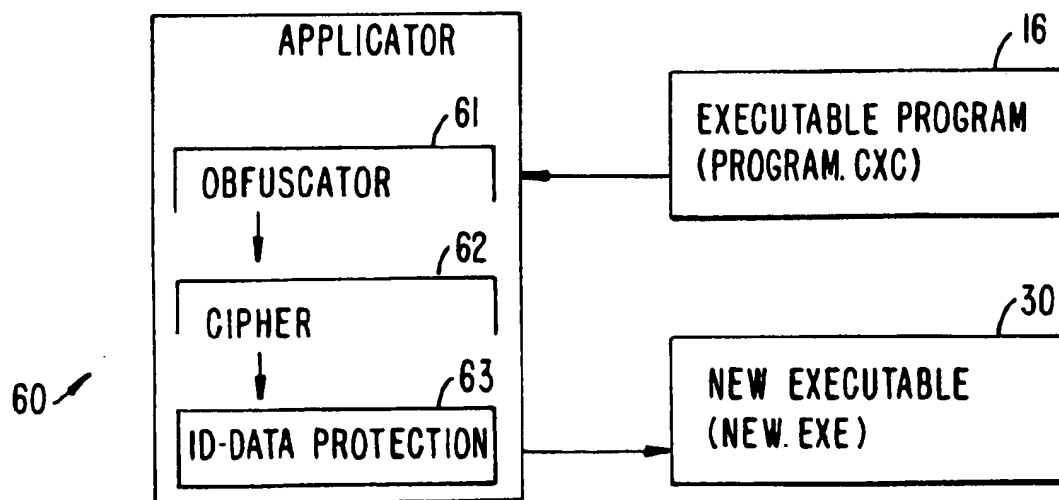 APPLICATOR
61
OBFUSCATOR
62
CIPHER
63
ID-DATA PROTECTION
60
16
EXECUTABLE PROGRAM
(PROGRAM.CXC)
30
NEW EXECUTABLE
(NEW.EXE)